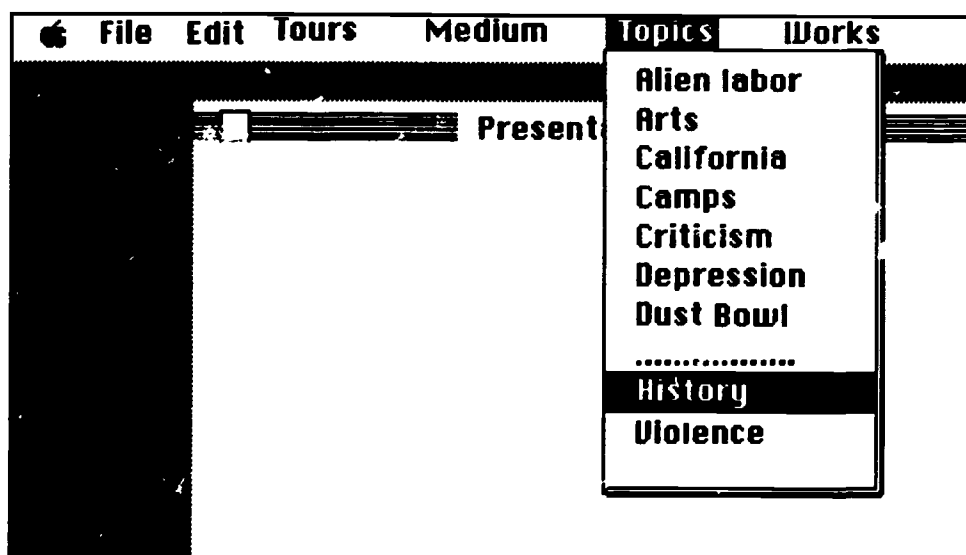 File Edit Tours Medium Topics Works
Present
Alien labor
Arts
California
Camps
Criticism
Depression
Dust Bowl
History
Violence